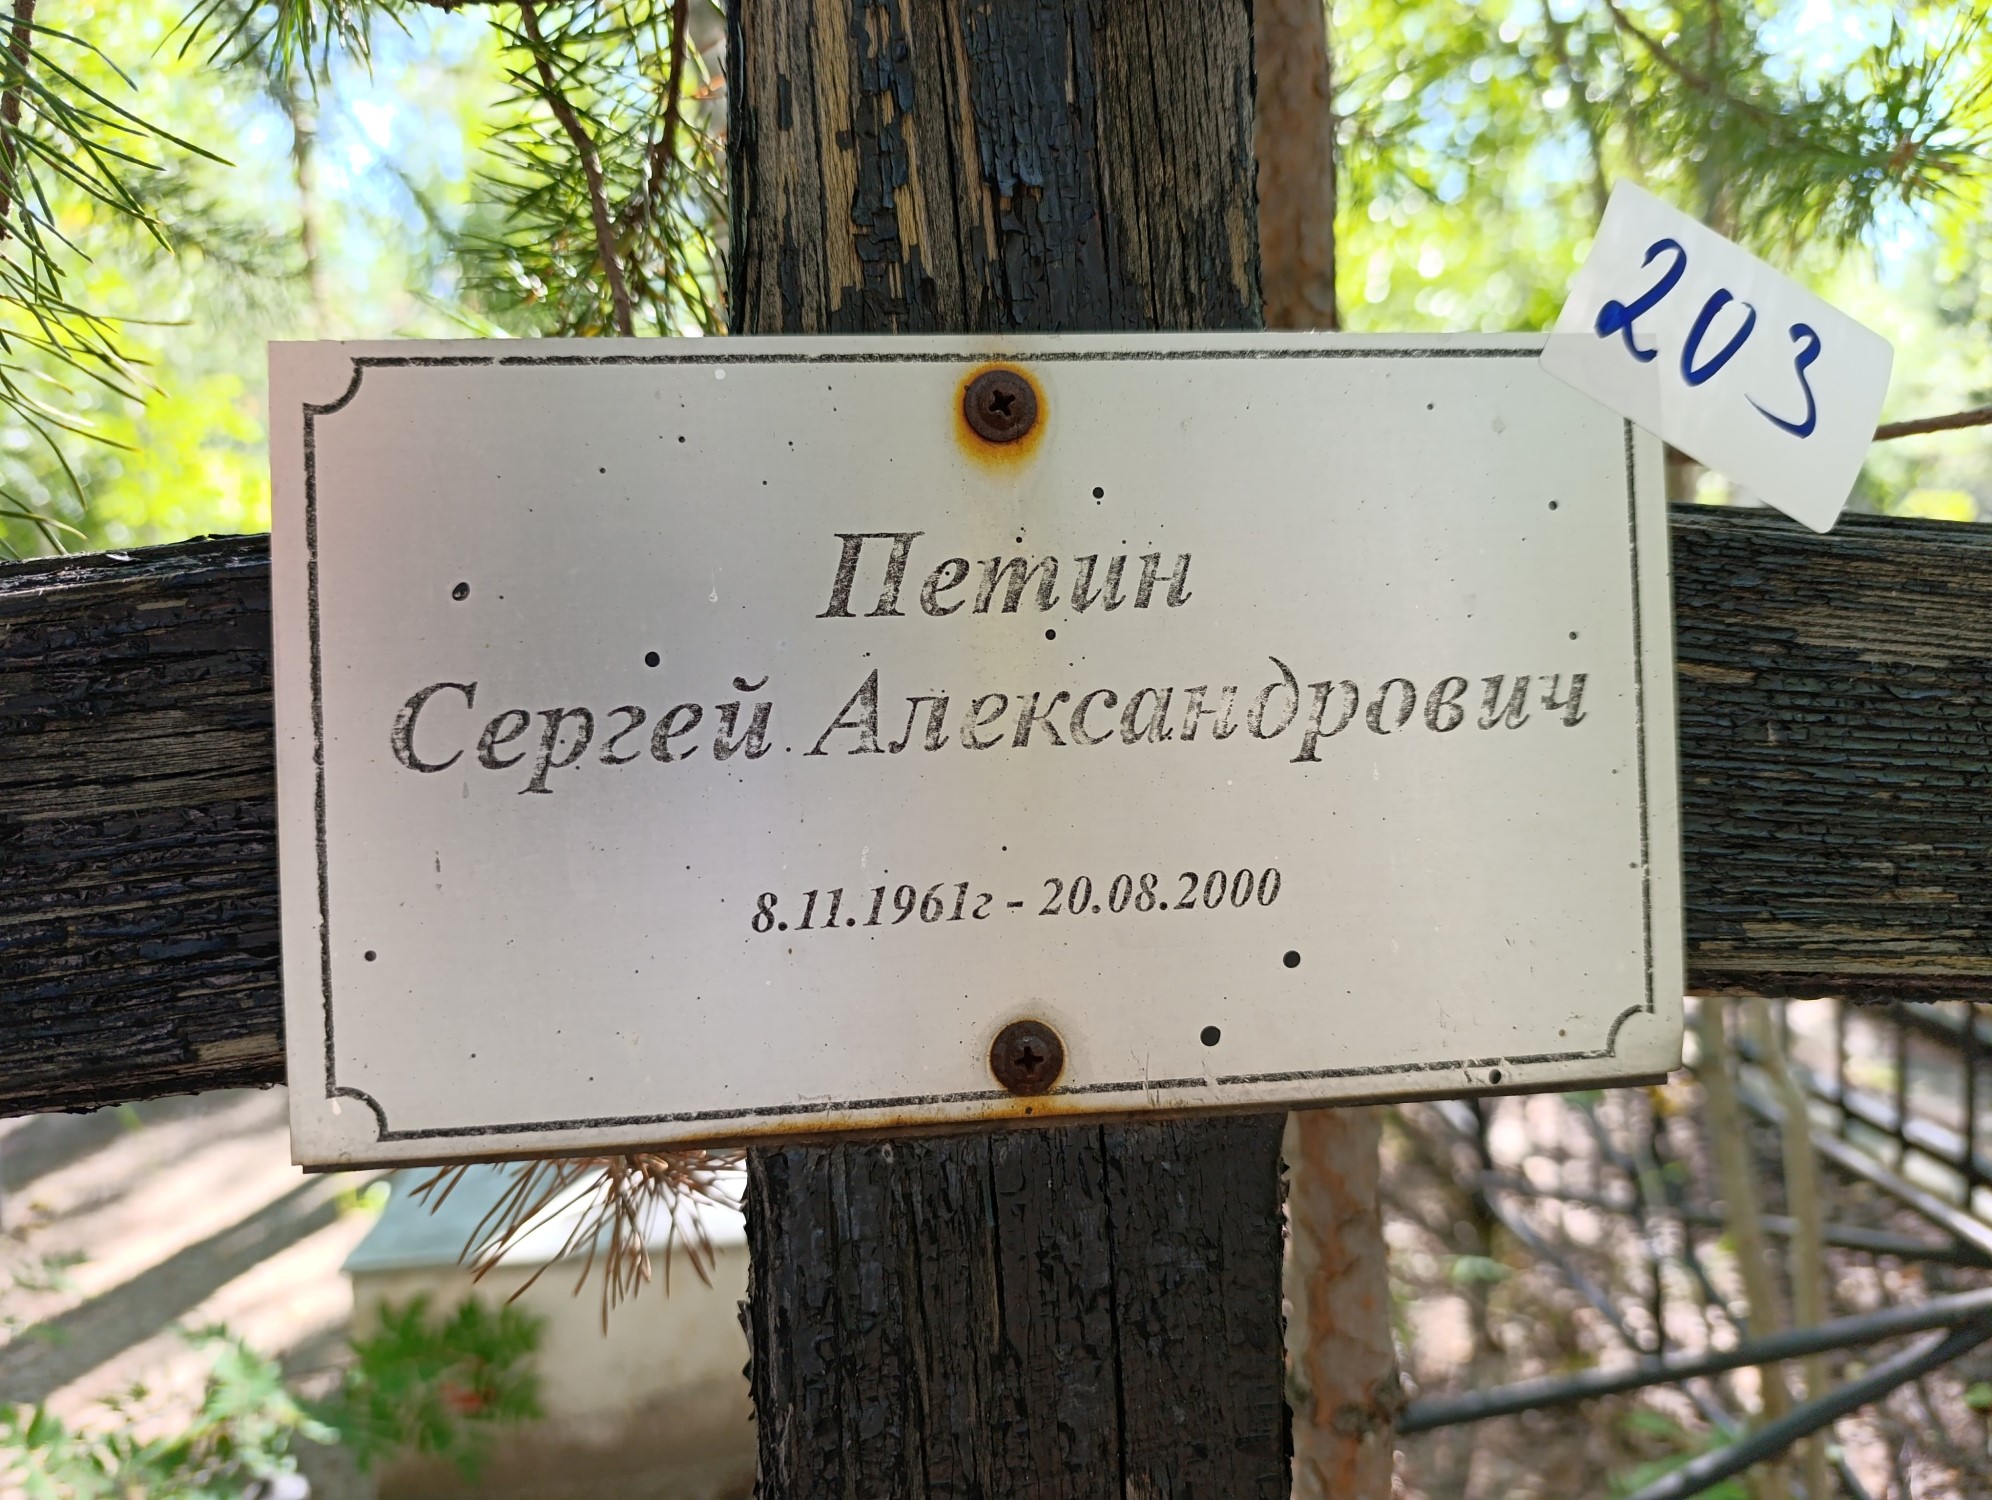 203
Петин
Сергей Александрович
8.11.1961г - 20.08.2000